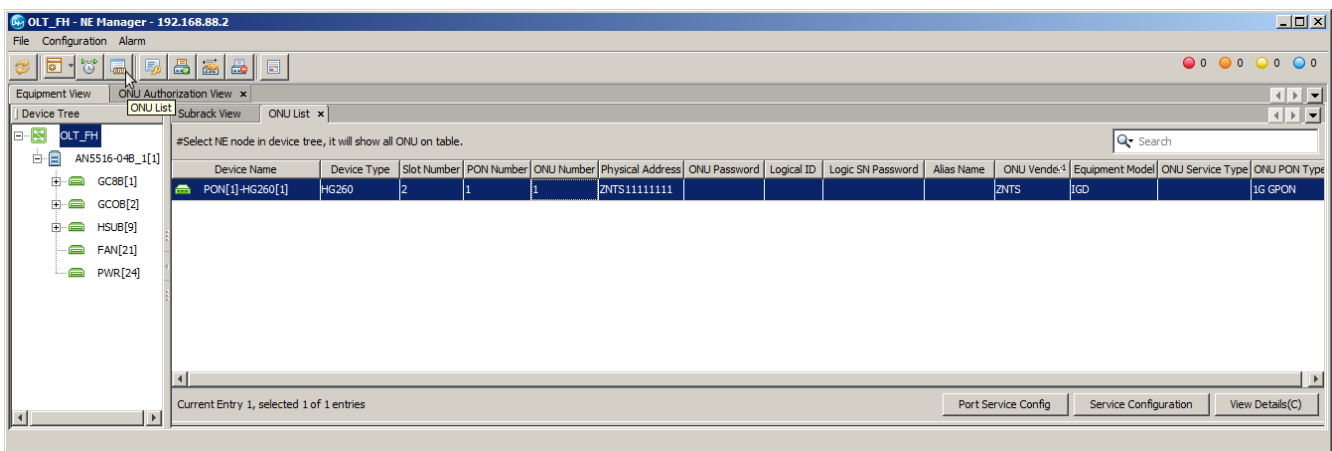 OLT_FH - NE Manager - 192.168.88.2
File Configuration Alarm
0 0 0 0
Equipment View ONU Authorization View
ONU List
Device Tree
Subrack View ONU List
OLT_FH
AN5516-04B_1[1]
GC8B[1]
GCOB[2]
HSUB[9]
FAN[21]
PWR[24]
#Select NE node in device tree, it will show all ONU on table.
Search
Device Name Device Type Slot Number PON Number ONU Number Physical Address ONU Password Logical ID Logic SN Password Alias Name ONU Vendor 1 Equipment Model ONU Service Type ONU PON Type
PON[1]-HG260[1] HG260 2 1 1 ZNTS11111111 ZNTS IGD 1G GPON
Current Entry 1, selected 1 of 1 entries
Port Service Config Service Configuration View Details(C)